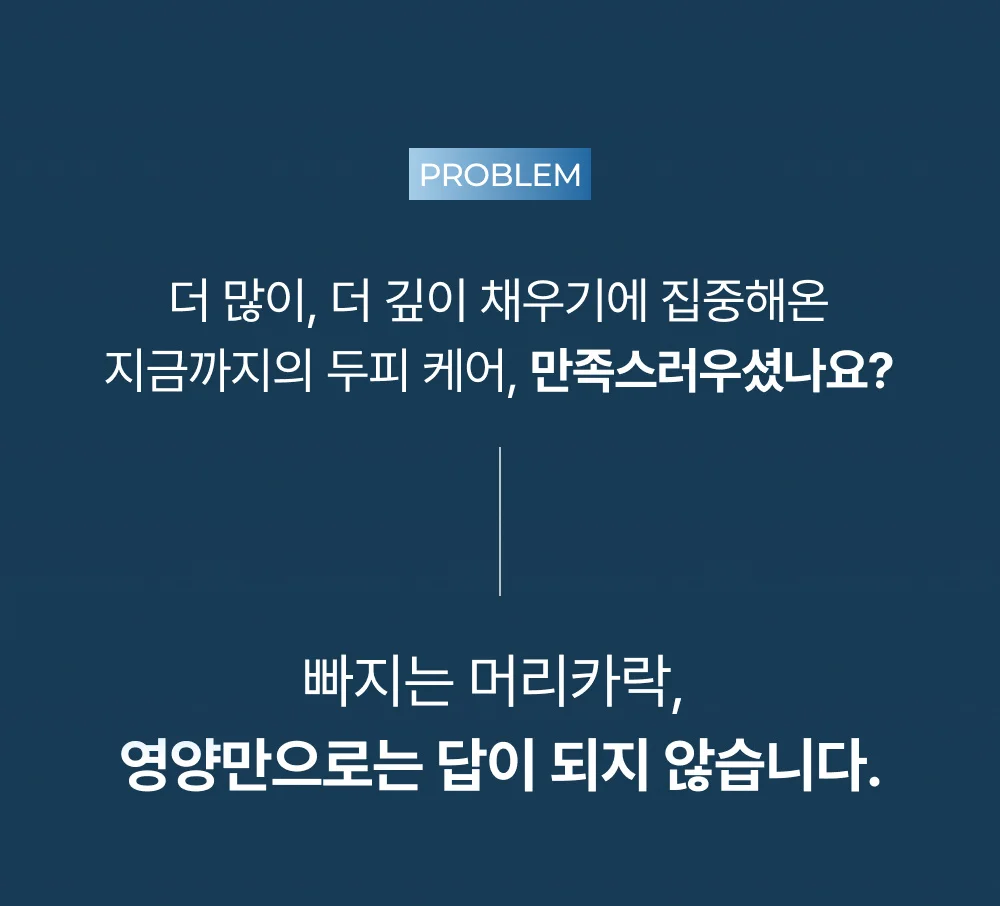 PROBLEM
더 많이, 더 깊이 채우기에 집중해온
지금까지의 두피 케어, 만족스러우셨나요?
빠지는 머리카락,
영양만으로는 답이 되지 않습니다.